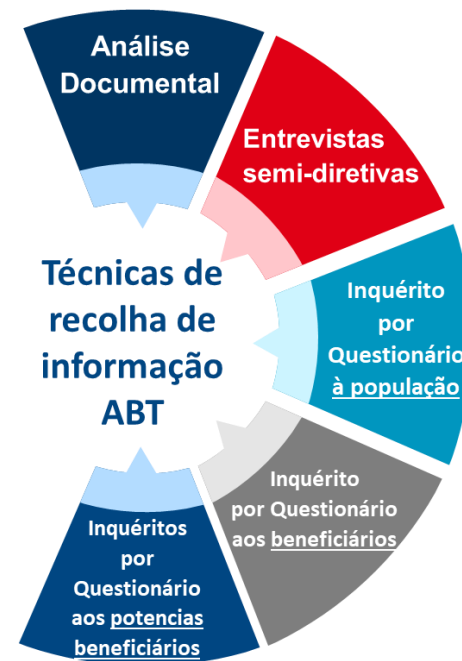 Análise
Documental
Entrevistas
semi-diretivas
Técnicas de
recolha de
informação
ABT
Inquérito
por
Questionário
à população
Inquérito
por Questionário
aos beneficiários
Inquéritos
por
Questionário
aos potencias
beneficiários